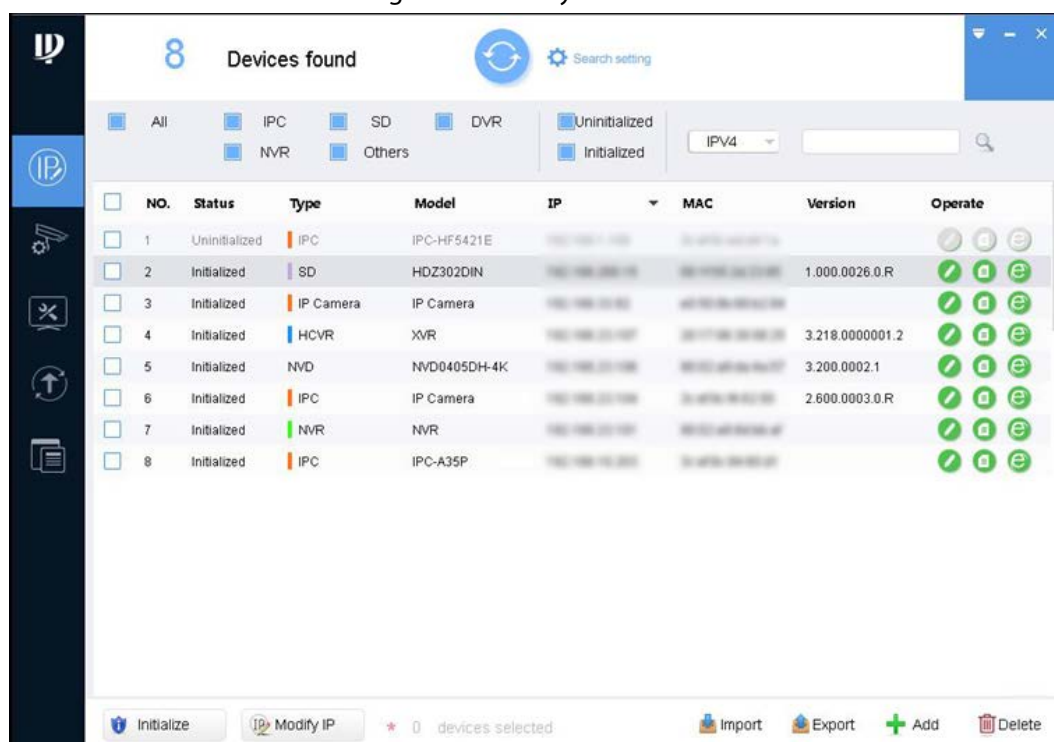 8 Devices found Search setting
All IPC SD DVR Uninitialized
NVR Others Initialized IPV4
NO. Status Type Model IP MAC Version Operate
1 Uninitialized IPC IPC-HF5421E
2 Initialized SD HDZ302DIN 1.000.0026.0.R
3 Initialized IP Camera IP Camera
4 Initialized HCVR XVR 3.218.0000001.2
5 Initialized NVD NVD0405DH-4K 3.200.0002.1
6 Initialized IPC IP Camera 2.600.0003.0.R
7 Initialized NVR NVR
8 Initialized IPC IPC-A35P
Initialize IP Modify IP * 0 devices selected Import Export Add Delete